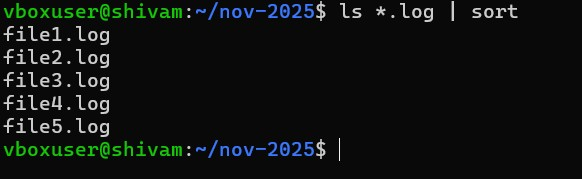 vboxuser@shivam:~/nov-2025$ ls *.log | sort
file1.log
file2.log
file3.log
file4.log
file5.log
vboxuser@shivam:~/nov-2025$